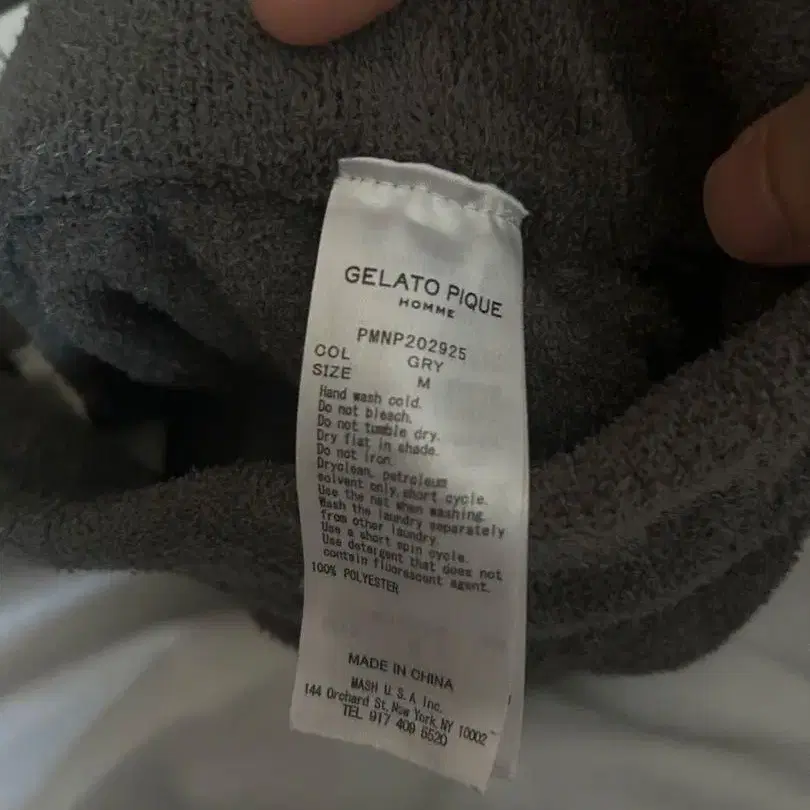 GELATO PIQUE
HOMME
PMNP202925
COL GRY
SIZE M
Hand wash cold.
Do not bleach.
Do not tumble dry.
Dry flat in shade.
Do not iron.
Dryclean, petroleum
solvent only, short cycle.
Use the net when washing.
Wash the laundry separately
from other laundry.
Use a short spin cycle.
Use detergent that does not
contain fluorescent agent.
100% POLYESTER
MADE IN CHINA
MASH U.S.A Inc.
144 Orchard St. New York NY 10002
TEL 917 409 5520